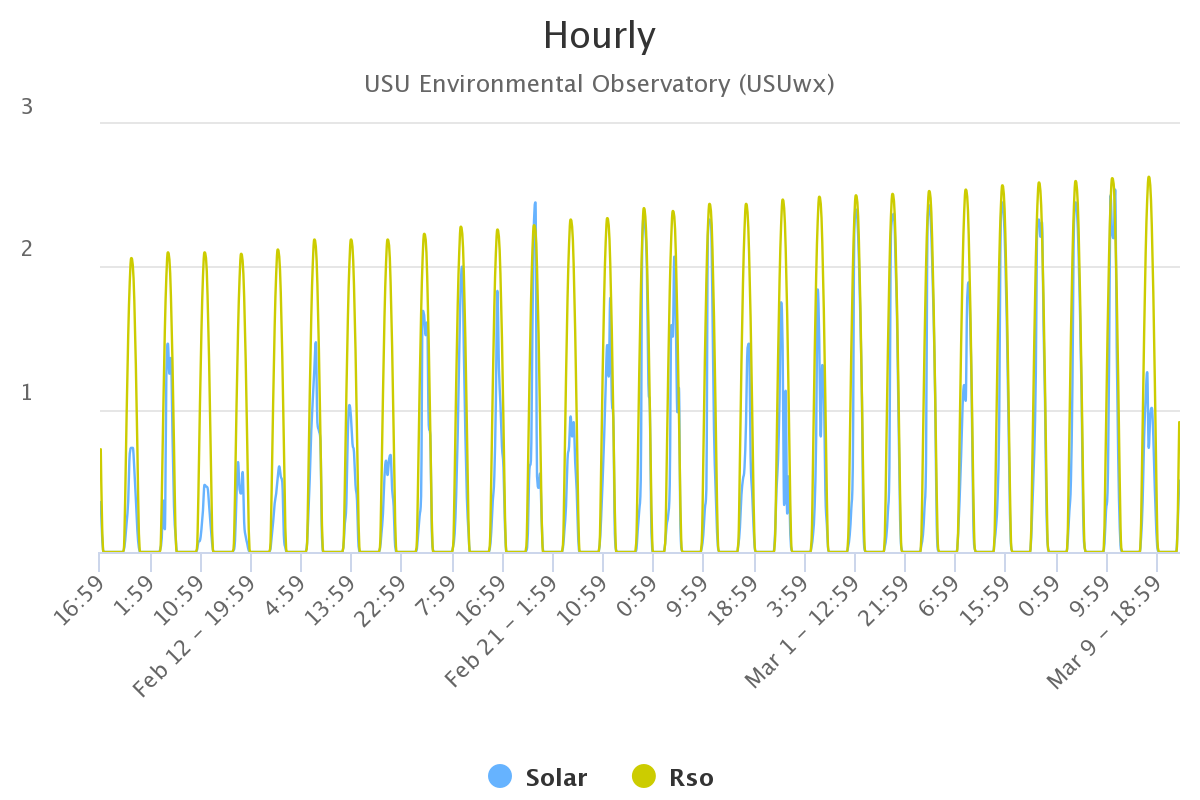 Hourly
USU Environmental Observatory (USUwx)
3
2
1
16:59
1:59
10:59
Feb 12 – 19:59
4:59
13:59
22:59
7:59
16:59
Feb 21 – 1:59
10:59
0:59
9:59
18:59
3:59
Mar 1 – 12:59
21:59
6:59
15:59
0:59
9:59
Mar 9 – 18:59
Solar
Rso